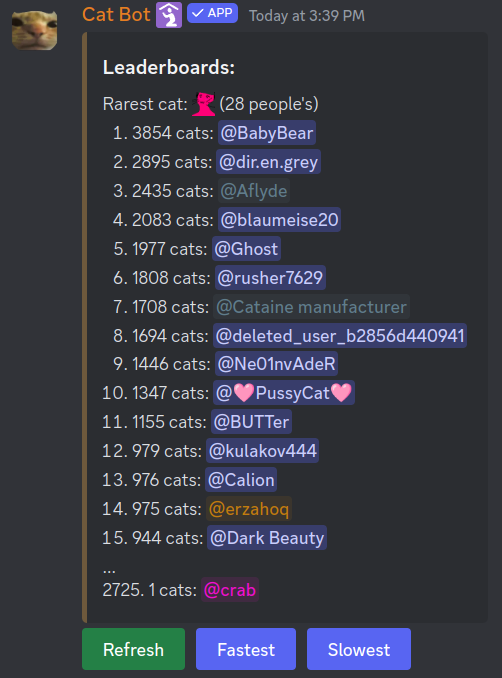 Cat Bot ✓ APP Today at 3:39 PM
Leaderboards:
Rarest cat: (28 people's)
1. 3854 cats: @BabyBear
2. 2895 cats: @dir.en.grey
3. 2435 cats: @Aflyde
4. 2083 cats: @blaumeise20
5. 1977 cats: @Ghost
6. 1808 cats: @rusher7629
7. 1708 cats: @Cataine manufacturer
8. 1694 cats: @deleted_user_b2856d440941
9. 1446 cats: @Ne01nvAdeR
10. 1347 cats: @🩷PussyCat🩷
11. 1155 cats: @BUTTer
12. 979 cats: @kulakov444
13. 976 cats: @Calion
14. 975 cats: @erzahoq
15. 944 cats: @Dark Beauty
...
2725. 1 cats: @crab
Refresh Fastest Slowest